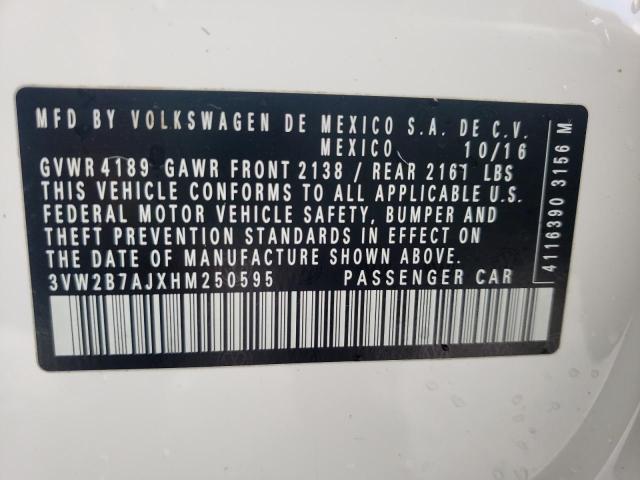 MFD BY VOLKSWAGEN DE MEXICO S.A. DE C.V.
MEXICO 10/16
GVWR 4189 GAWR FRONT 2138 / REAR 2161 LBS
THIS VEHICLE CONFORMS TO ALL APPLICABLE U.S.
FEDERAL MOTOR VEHICLE SAFETY, BUMPER AND
THEFT PREVENTION STANDARDS IN EFFECT ON
THE DATE OF MANUFACTURE SHOWN ABOVE.
3VW2B7AJXHM250595 PASSENGER CAR
4116390 3156 M